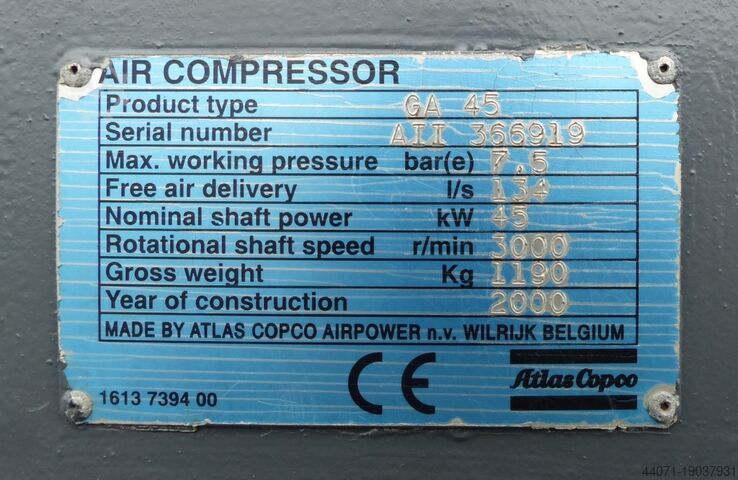 AIR COMPRESSOR
Product type GA 45
Serial number AII 366919
Max. working pressure bar(e) 7,5
Free air delivery l/s 134
Nominal shaft power kW 45
Rotational shaft speed r/min 3000
Gross weight Kg 1190
Year of construction 2000
MADE BY ATLAS COPCO AIRPOWER n.v. WILRIJK BELGIUM
1613 7394 00 CE Atlas Copco
44071-19037931